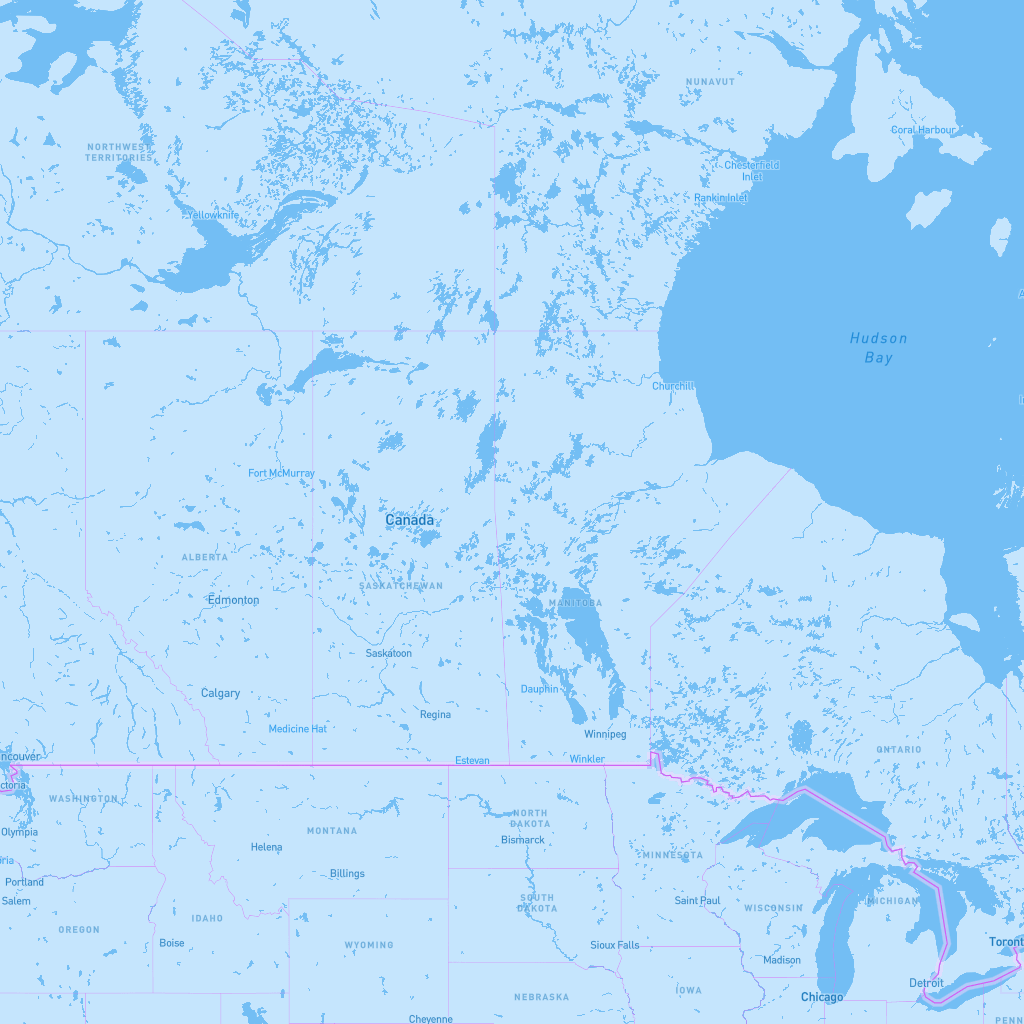 NUNAVUT
Coral Harbour
NORTHWEST
TERRITORIES
Chesterfield
Inlet
Rankin Inlet
Yellowknife
Hudson
Bay
Churchill
Fort McMurray
Canada
ALBERTA
SASKATCHEWAN
Edmonton
MANITOBA
Saskatoon
Dauphin
Calgary
Regina
Medicine Hat
Winnipeg
ONTARIO
ncouver
Estevan
Winkler
ctoria
WASHINGTON
NORTH
DAKOTA
Olympia
MONTANA
Bismarck
Helena
MINNESOTA
ria
Billings
Portland
SOUTH
DAKOTA
Salem
Saint Paul
WISCONSIN
MICHIGAN
IDAHO
OREGON
Boise
WYOMING
Sioux Falls
Toront
Madison
Detroit
IOWA
NEBRASKA
Chicago
Cheyenne
PENN